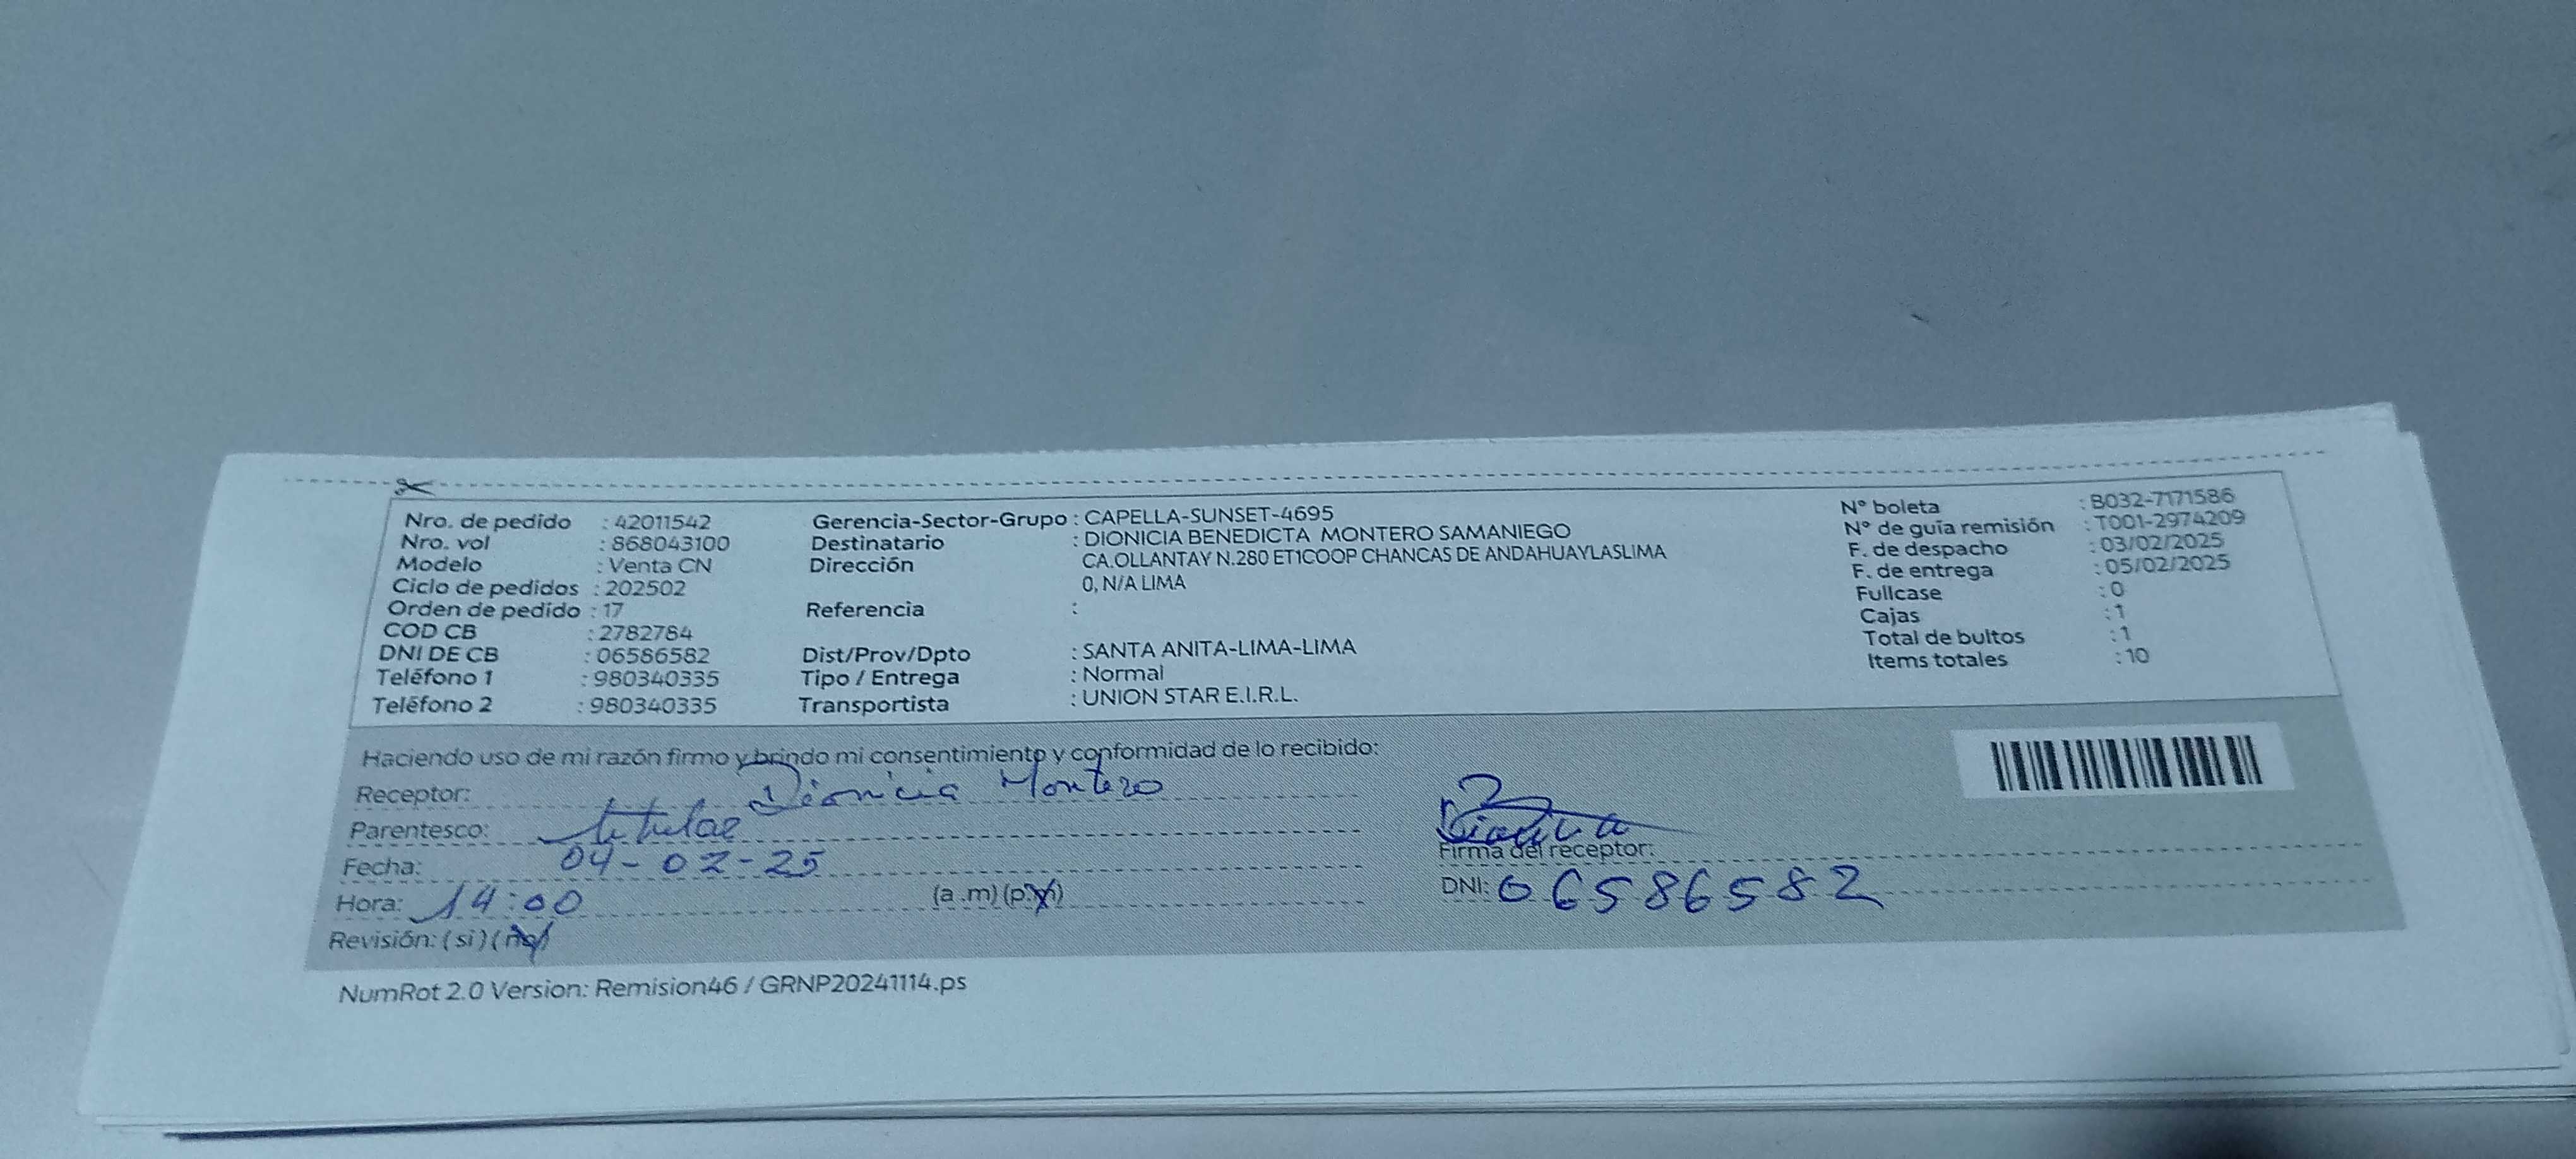 Nro. de pedido : 42011542
Nro. vol : 868043100
Modelo : Venta CN
Ciclo de pedidos : 202502
Orden de pedido : 17
COD CB : 2782784
DNI DE CB : 06586582
Teléfono 1 : 980340335
Teléfono 2 : 980340335
Gerencia-Sector-Grupo : CAPELLA-SUNSET-4695
Destinatario : DIONICIA BENEDICTA MONTERO SAMANIEGO
Dirección CA.OLLANTAY N.280 ET1COOP CHANCAS DE ANDAHUAYLASLIMA
0, N/A LIMA
Referencia :
Dist/Prov/Dpto : SANTA ANITA-LIMA-LIMA
Tipo / Entrega : Normal
Transportista : UNION STAR E.I.R.L.
N° boleta : B032-7171586
N° de guía remisión : T001-2974209
F. de despacho : 03/02/2025
F. de entrega : 05/02/2025
Fullcase : 0
Cajas : 1
Total de bultos : 1
Items totales : 10
Haciendo uso de mi razón firmo y brindo mi consentimiento y conformidad de lo recibido:
Receptor: Dionicia Montero
Parentesco: titular
Fecha: 04-02-25
Hora: 14:00 (a.m) (p.m)
Revisión: (si) (no)
Firma del receptor:
DNI: 06586582
NumRot 2.0 Version: Remision46 / GRNP20241114.ps